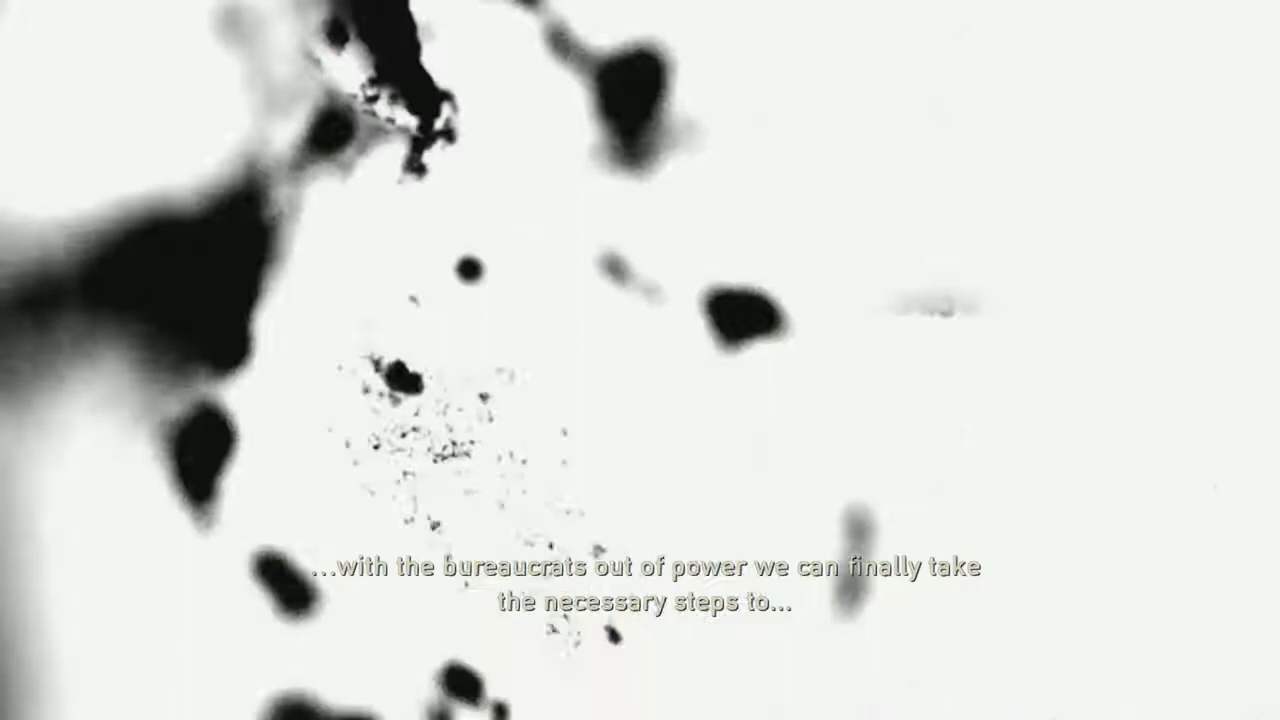 ...with the bureaucrats out of power we can finally take
the necessary steps to...